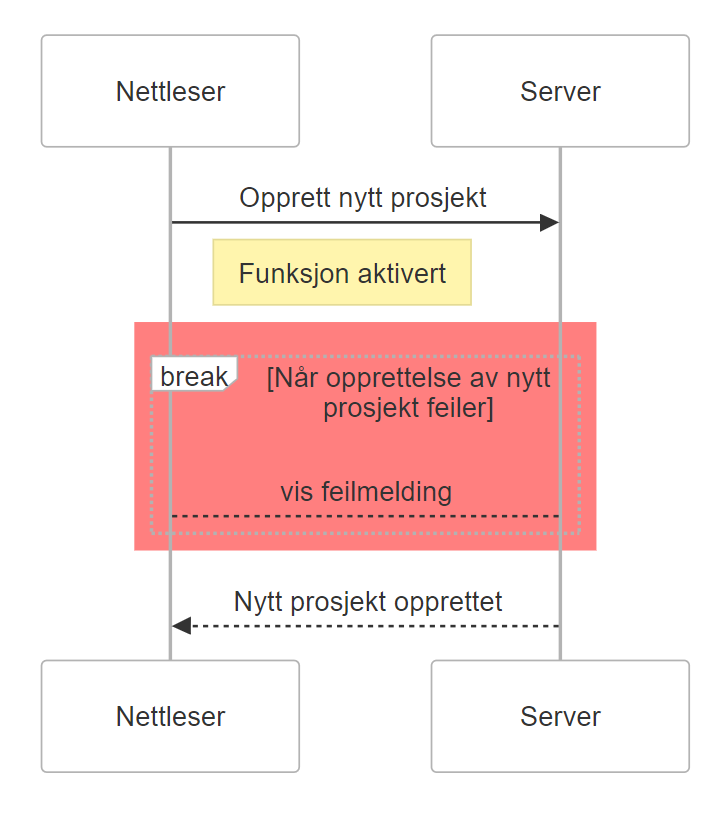 Nettleser
Server
Opprett nytt prosjekt
Funksjon aktivert
break
[Når opprettelse av nytt
prosjekt feiler]
vis feilmelding
Nytt prosjekt opprettet
Nettleser
Server